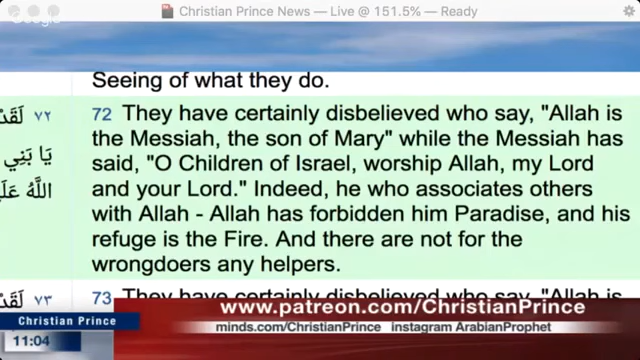 Christian Prince News — Live @ 151.5% — Ready
Google
Seeing of what they do.
72 They have certainly disbelieved who say, "Allah is
the Messiah, the son of Mary" while the Messiah has
said, "O Children of Israel, worship Allah, my Lord
and your Lord." Indeed, he who associates others
with Allah - Allah has forbidden him Paradise, and his
refuge is the Fire. And there are not for the
wrongdoers any helpers.
٧٢
يَا بَنِي
اللَّهُ
73 They have certainly disbelieved who say, "Allah is
٧٣
www.patreon.com/ChristianPrince
minds.com/ChristianPrince instagram ArabianProphet
Christian Prince
11:04